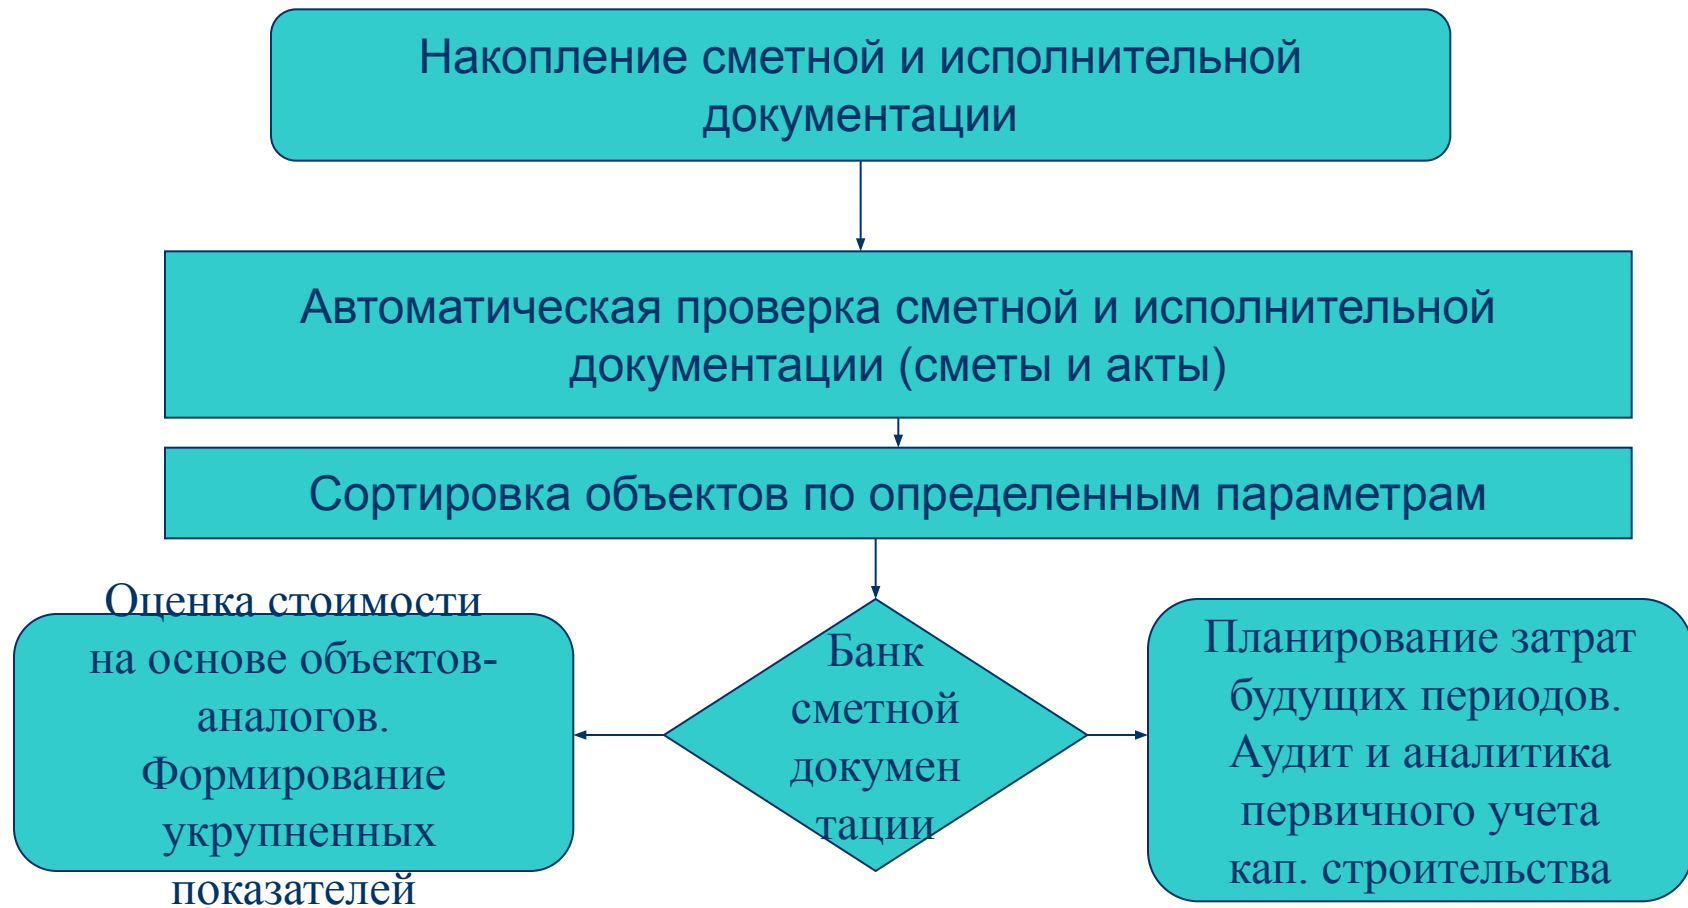 Накопление сметной и исполнительной
документации
Автоматическая проверка сметной и исполнительной
документации (сметы и акты)
Сортировка объектов по определенным параметрам
Оценка стоимости
на основе объектов-
аналогов.
Формирование
укрупненных
показателей
Банк
сметной
докумен
тации
Планирование затрат
будущих периодов.
Аудит и аналитика
первичного учета
кап. строительства